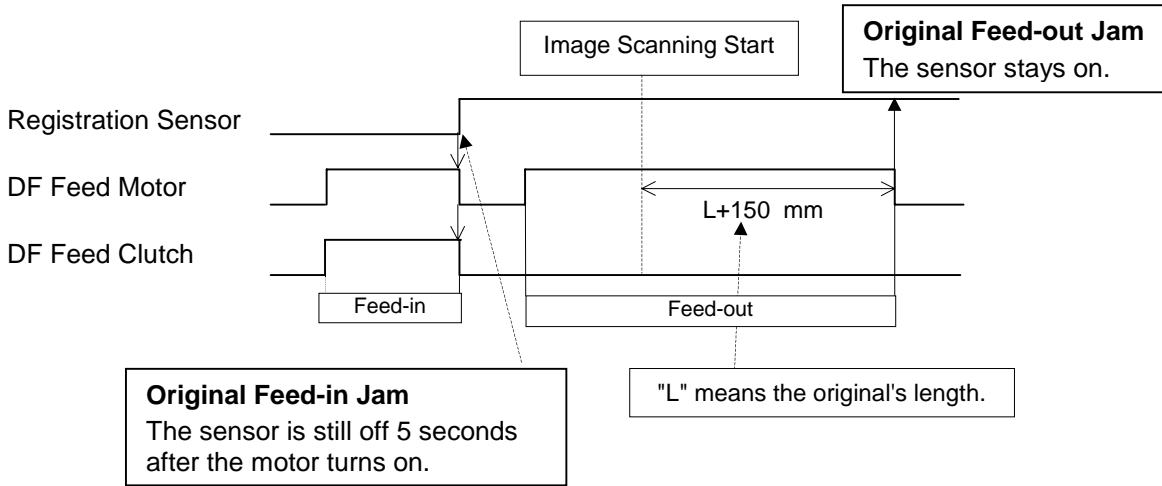 Image Scanning Start
Original Feed-out Jam
The sensor stays on.
Registration Sensor
DF Feed Motor
L+150 mm
DF Feed Clutch
Feed-in
Feed-out
Original Feed-in Jam
The sensor is still off 5 seconds
after the motor turns on.
"L" means the original's length.